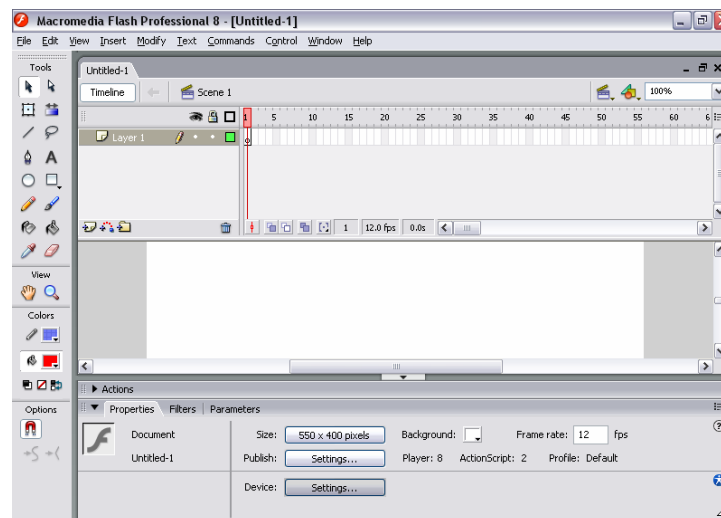 Macromedia Flash Professional 8 - [Untitled-1]
File Edit View Insert Modify Text Commands Control Window Help
Tools
Untitled-1
Timeline Scene 1 100%
1 5 10 15 20 25 30 35 40 45 50 55 60 6
Layer 1
A
1 12.0 fps 0.0s
View
Colors
Actions
Options
Properties Filters Parameters
Document Size: 550 x 400 pixels Background: Frame rate: 12 fps
Untitled-1 Publish: Settings... Player: 8 ActionScript: 2 Profile: Default
Device: Settings...